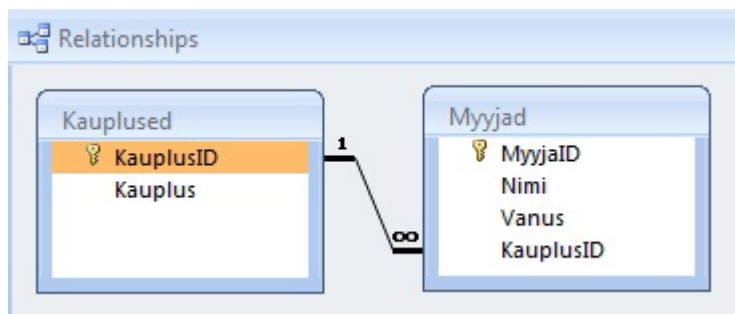 Relationships
Kauplused
KauplusID
Kauplus
1
∞
Myyjad
MyyjaID
Nimi
Vanus
KauplusID